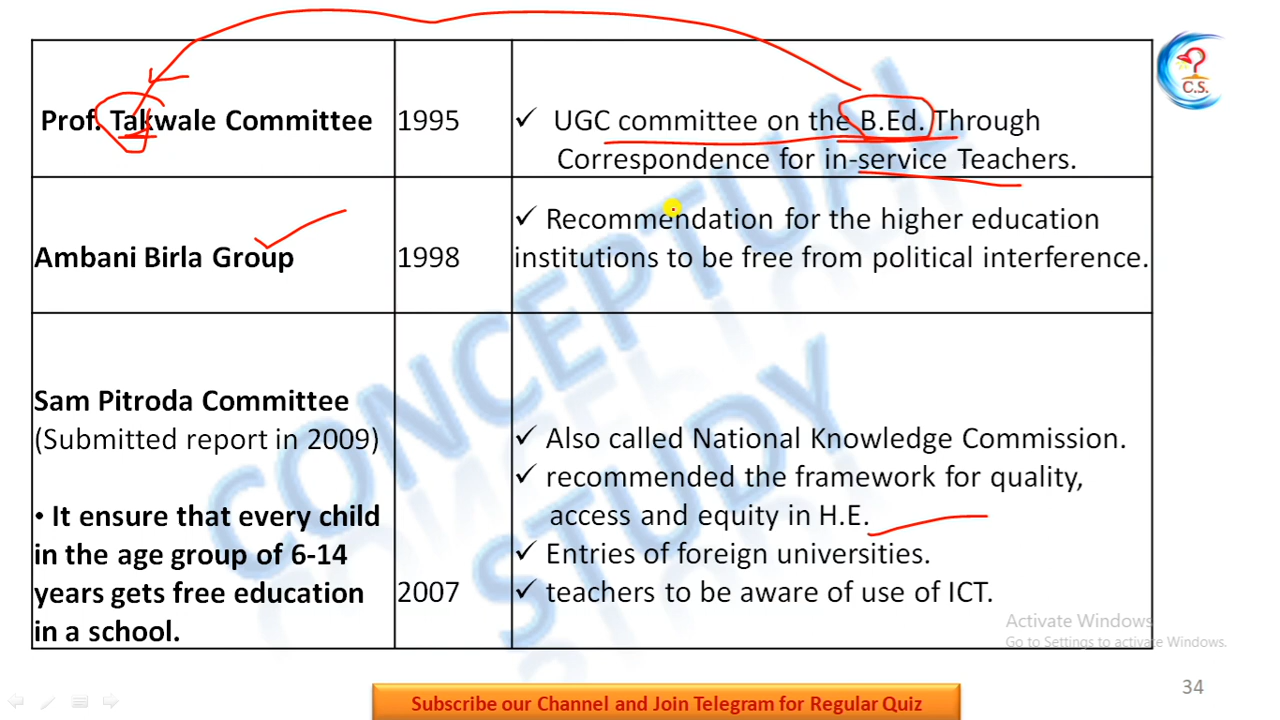 C.S.
Prof. Takwale Committee
1995
✓ UGC committee on the B.Ed. Through
Correspondence for in-service Teachers.
Ambani Birla Group
1998
✓ Recommendation for the higher education
institutions to be free from political interference.
Sam Pitroda Committee
(Submitted report in 2009)
• It ensure that every child
in the age group of 6-14
years gets free education
in a school.
2007
✓ Also called National Knowledge Commission.
✓ recommended the framework for quality,
access and equity in H.E.
✓ Entries of foreign universities.
✓ teachers to be aware of use of ICT.
CONCEPTUAL
STUDY
Activate Windows
Go to Settings to activate Windows.
34
Subscribe our Channel and Join Telegram for Regular Quiz